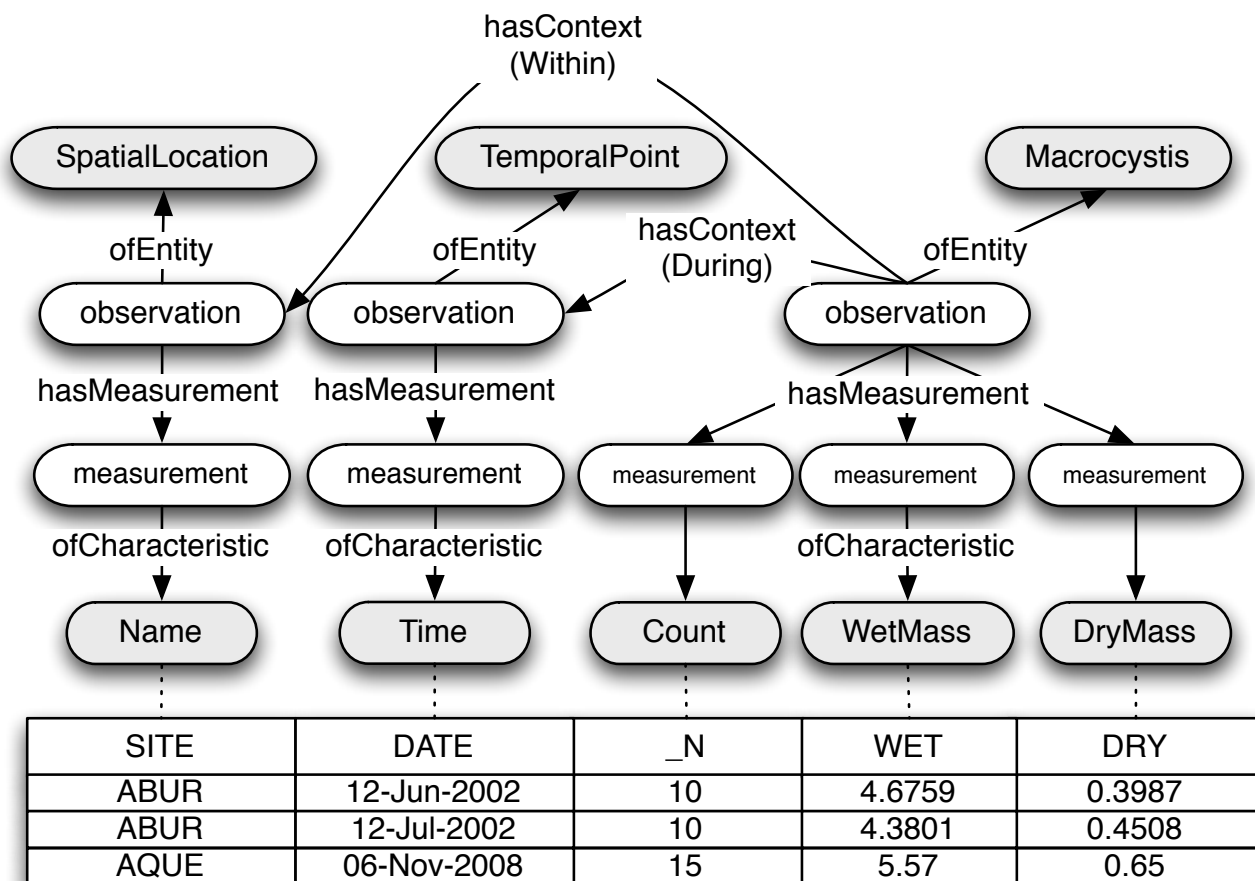 hasContext
(Within)
SpatialLocation
TemporalPoint
Macrocystis
hasContext
(During)
ofEntity
ofEntity
ofEntity
observation
observation
observation
hasMeasurement
hasMeasurement
hasMeasurement
measurement
measurement
measurement
measurement
measurement
ofCharacteristic
ofCharacteristic
ofCharacteristic
Name
Time
Count
WetMass
DryMass
SITE DATE _N WET DRY
ABUR 12-Jun-2002 10 4.6759 0.3987
ABUR 12-Jul-2002 10 4.3801 0.4508
AQUE 06-Nov-2008 15 5.57 0.65